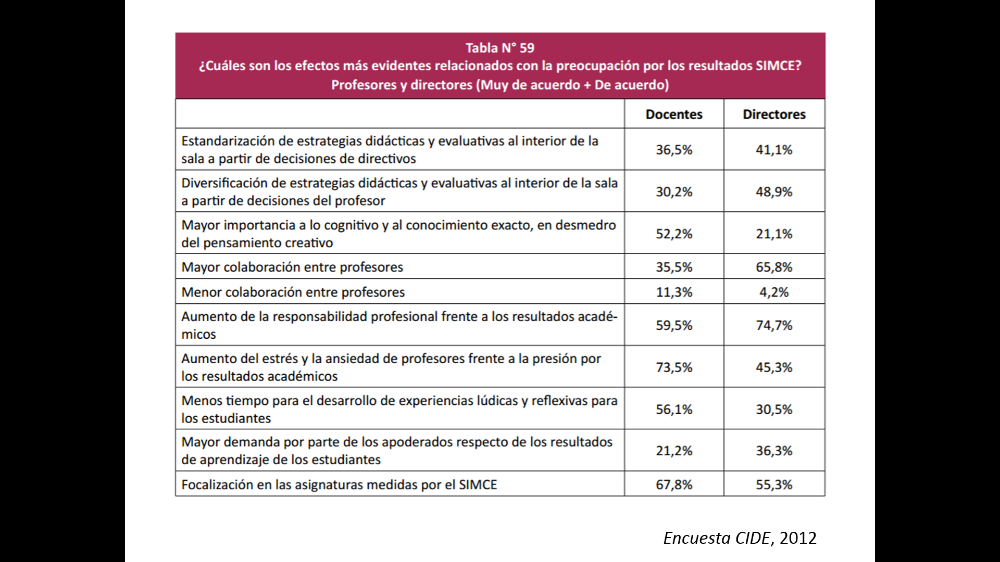 Tabla N° 59
¿Cuáles son los efectos más evidentes relacionados con la preocupación por los resultados SIMCE?
Profesores y directores (Muy de acuerdo + De acuerdo)
Docentes Directores
Estandarización de estrategias didácticas y evaluativas al interior de la
sala a partir de decisiones de directivos
36,5% 41,1%
Diversificación de estrategias didácticas y evaluativas al interior de la sala
a partir de decisiones del profesor
30,2% 48,9%
Mayor importancia a lo cognitivo y al conocimiento exacto, en desmedro
del pensamiento creativo
52,2% 21,1%
Mayor colaboración entre profesores 35,5% 65,8%
Menor colaboración entre profesores 11,3% 4,2%
Aumento de la responsabilidad profesional frente a los resultados acadé-
micos
59,5% 74,7%
Aumento del estrés y la ansiedad de profesores frente a la presión por
los resultados académicos
73,5% 45,3%
Menos tiempo para el desarrollo de experiencias lúdicas y reflexivas para
los estudiantes
56,1% 30,5%
Mayor demanda por parte de los apoderados respecto de los resultados
de aprendizaje de los estudiantes
21,2% 36,3%
Focalización en las asignaturas medidas por el SIMCE 67,8% 55,3%
Encuesta CIDE, 2012